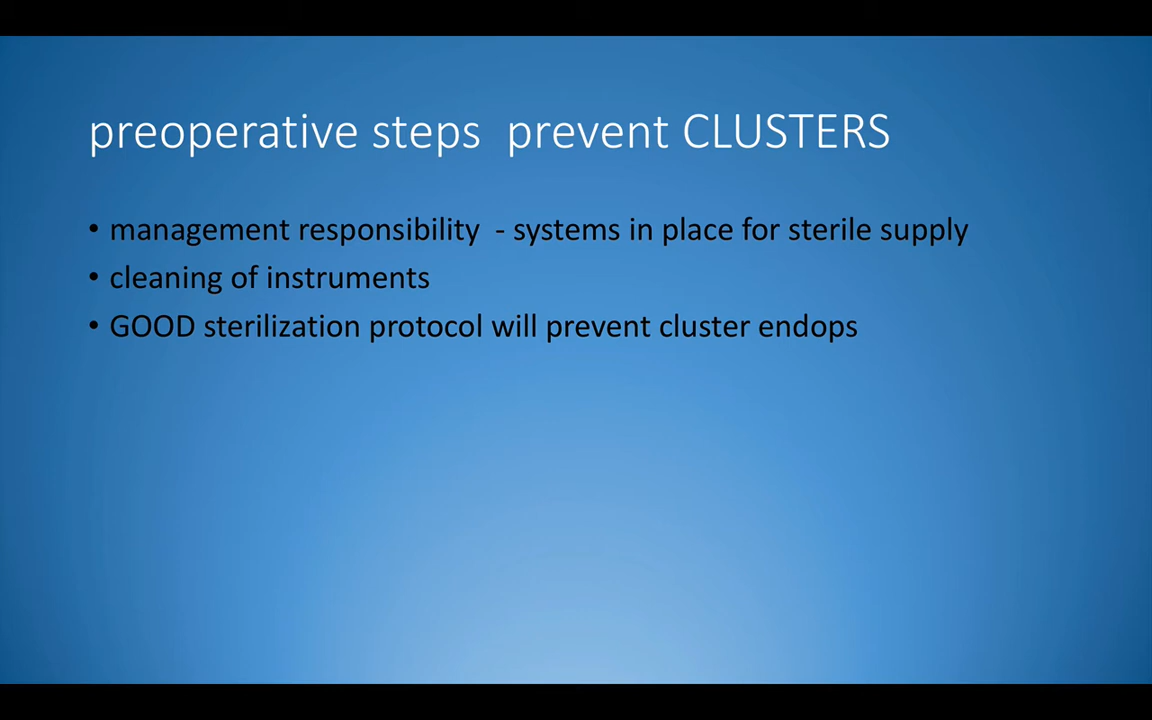 preoperative steps  prevent CLUSTERS
• management responsibility  - systems in place for sterile supply
• cleaning of instruments
• GOOD sterilization protocol will prevent cluster endops